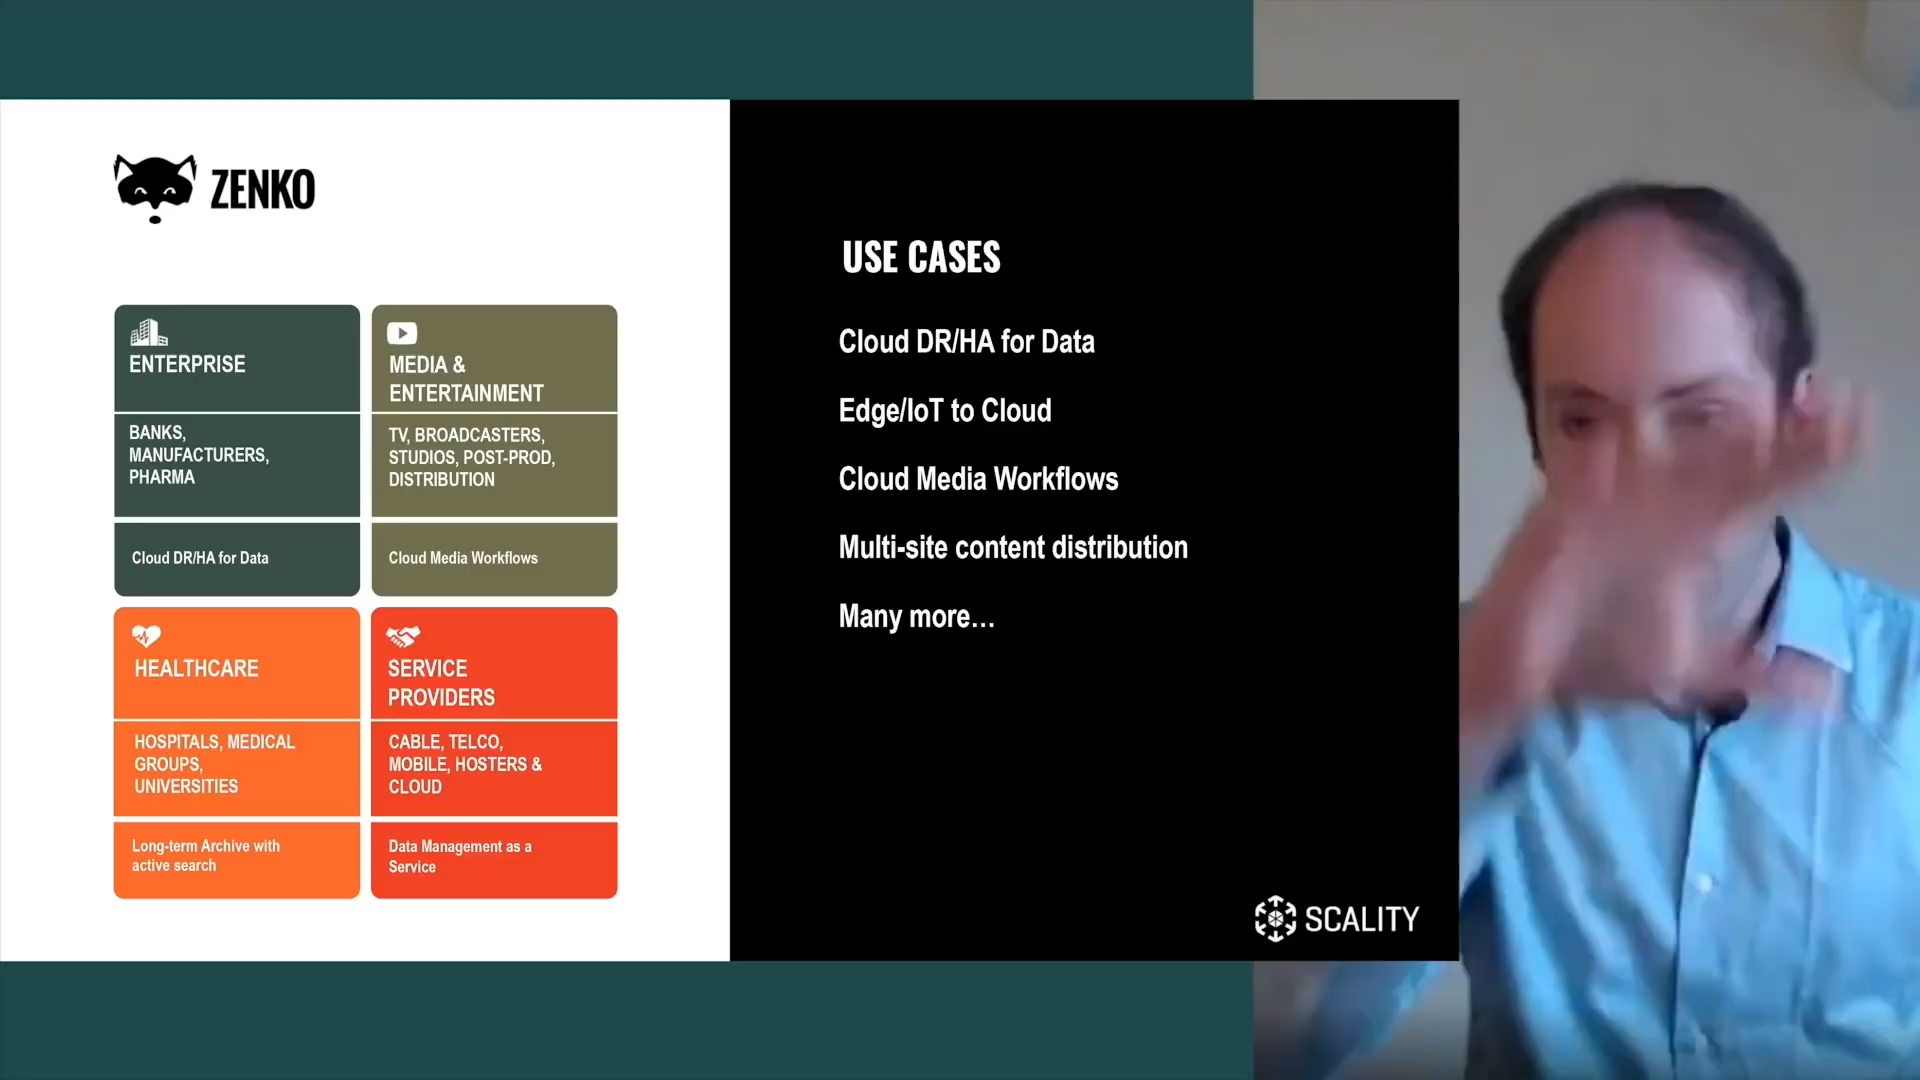 ZENKO
ENTERPRISE
BANKS,
MANUFACTURERS,
PHARMA
Cloud DR/HA for Data
MEDIA &
ENTERTAINMENT
TV, BROADCASTERS,
STUDIOS, POST-PROD,
DISTRIBUTION
Cloud Media Workflows
HEALTHCARE
HOSPITALS, MEDICAL
GROUPS,
UNIVERSITIES
Long-term Archive with
active search
SERVICE
PROVIDERS
CABLE, TELCO,
MOBILE, HOSTERS &
CLOUD
Data Management as a
Service
USE CASES
Cloud DR/HA for Data
Edge/IoT to Cloud
Cloud Media Workflows
Multi-site content distribution
Many more...
SCALITY